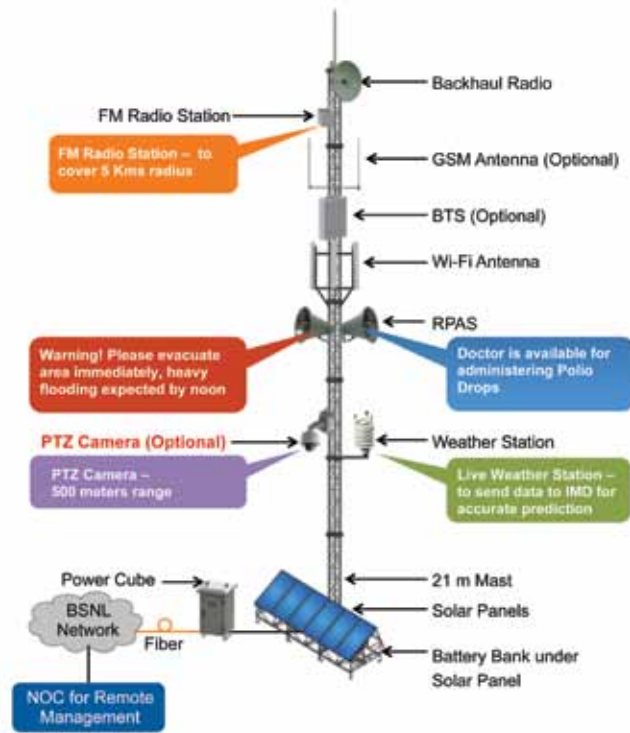 Backhaul Radio
FM Radio Station
FM Radio Station – to
cover 5 Kms radius
GSM Antenna (Optional)
BTS (Optional)
Wi-Fi Antenna
RPAS
Warning! Please evacuate
area immediately, heavy
flooding expected by noon
Doctor is available for
administering Polio
Drops
PTZ Camera (Optional)
Weather Station
PTZ Camera –
500 meters range
Live Weather Station –
to send data to IMD for
accurate prediction
Power Cube
21 m Mast
BSNL
Network
Solar Panels
Fiber
Battery Bank under
Solar Panel
NOC for Remote
Management